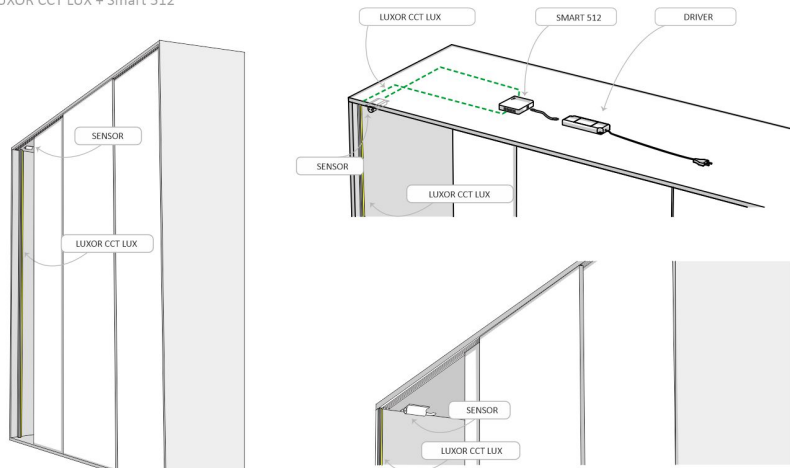 LUXOR CCT LUX + Smart 512
LUXOR CCT LUX
SMART 512
DRIVER
SENSOR
SENSOR
LUXOR CCT LUX
LUXOR CCT LUX
SENSOR
LUXOR CCT LUX